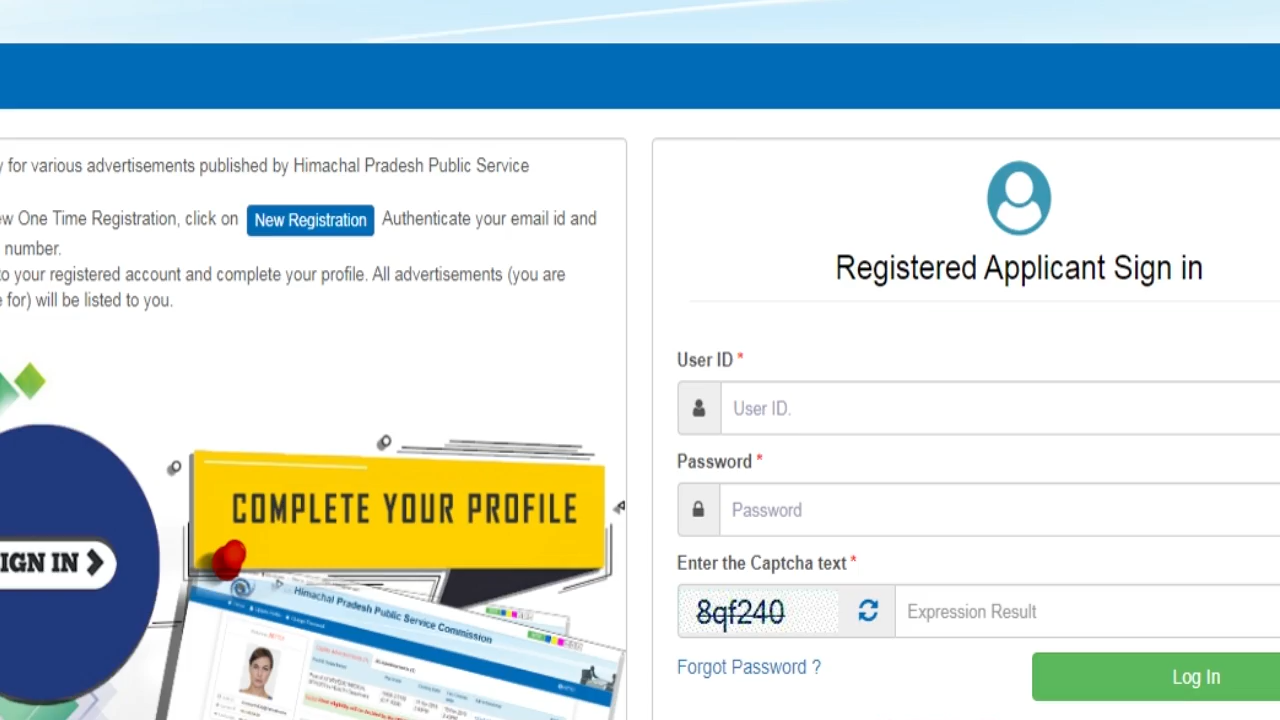 for various advertisements published by Himachal Pradesh Public Service
One Time Registration, click on New Registration Authenticate your email id and
number.
to your registered account and complete your profile. All advertisements (you are
for) will be listed to you.
SIGN IN
COMPLETE YOUR PROFILE
Himachal Pradesh Public Service Commission
Registered Applicant Sign in
User ID *
User ID.
Password *
Password
Enter the Captcha text *
8qf240
Expression Result
Forgot Password ?
Log In